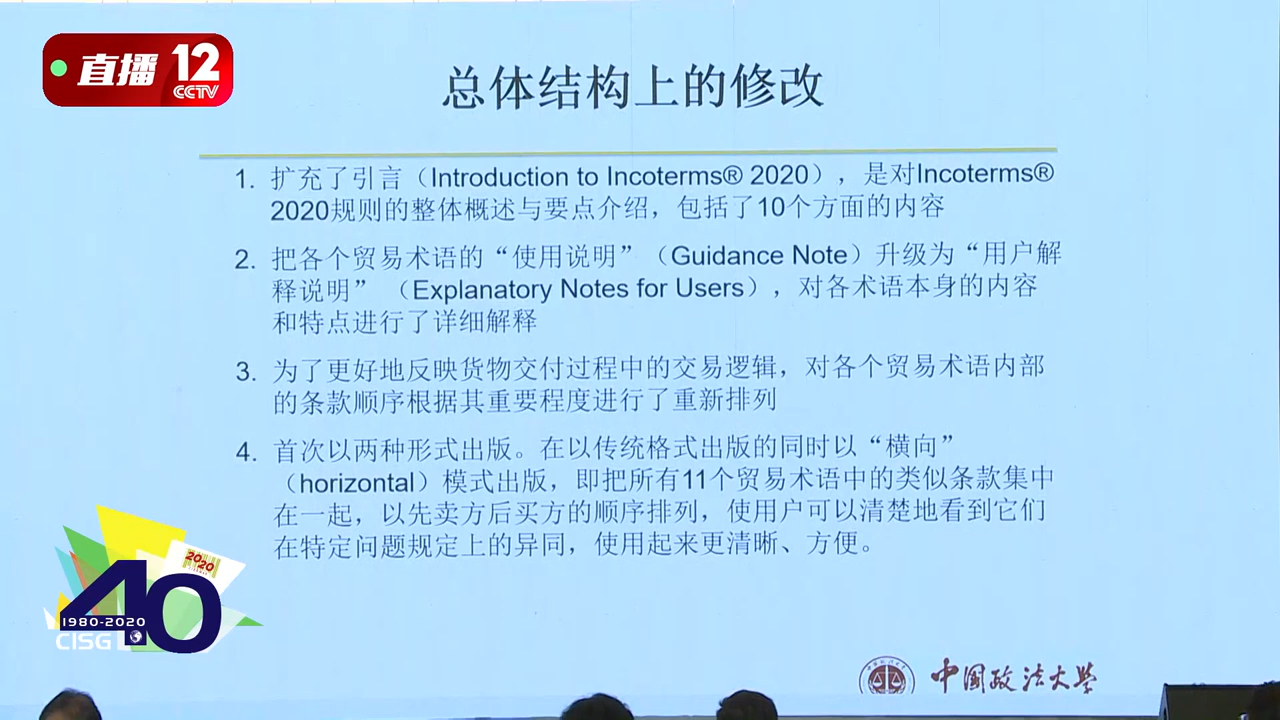 直播 12
CCTV
总体结构上的修改
1. 扩充了引言（Introduction to Incoterms® 2020），是对Incoterms®
2020规则的整体概述与要点介绍，包括了10个方面的内容
2. 把各个贸易术语的“使用说明”（Guidance Note）升级为“用户解
释说明”（Explanatory Notes for Users），对各术语本身的内容
和特点进行了详细解释
3. 为了更好地反映货物交付过程中的交易逻辑，对各个贸易术语内部
的条款顺序根据其重要程度进行了重新排列
4. 首次以两种形式出版。在以传统格式出版的同时以“横向”
（horizontal）模式出版，即把所有11个贸易术语中的类似条款集中
在一起，以先卖方后买方的顺序排列，使用户可以清楚地看到它们
在特定问题规定上的异同，使用起来更清晰、方便。
2020
40
1980-2020
CISG
中国政法大学